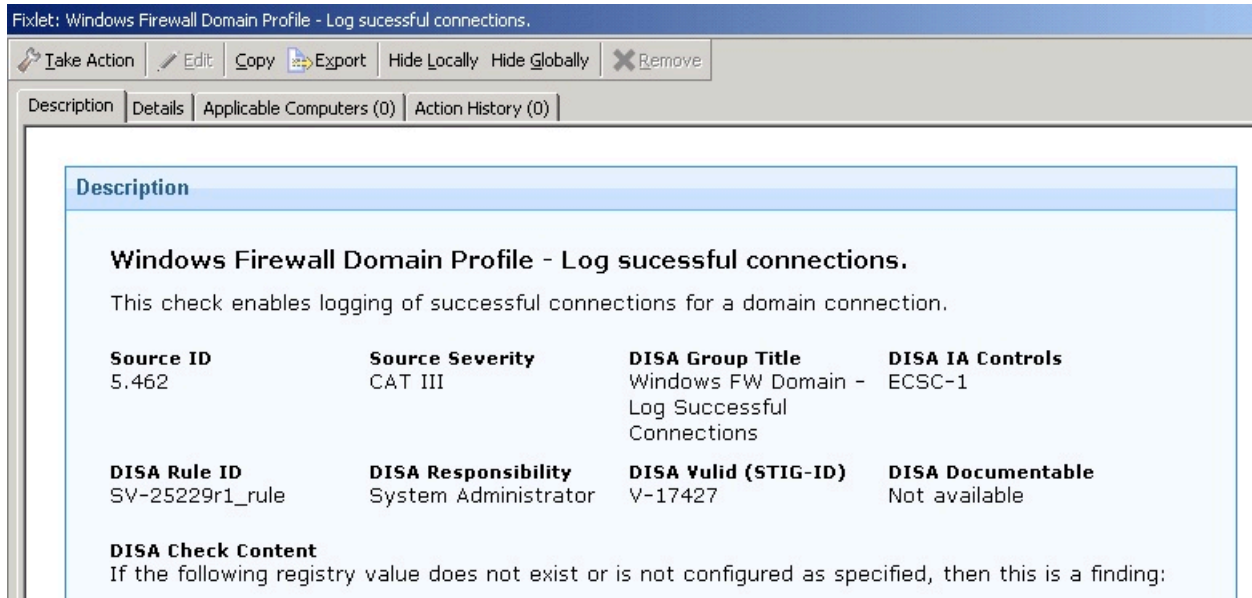 Fixlet: Windows Firewall Domain Profile - Log sucessful connections.
Take Action Edit Copy Export Hide Locally Hide Globally Remove
Description Details Applicable Computers (0) Action History (0)
Description
Windows Firewall Domain Profile - Log sucessful connections.
This check enables logging of successful connections for a domain connection.
Source ID Source Severity DISA Group Title DISA IA Controls
5.462 CAT III Windows FW Domain - ECSC-1
Log Successful
Connections
DISA Rule ID DISA Responsibility DISA Vulid (STIG-ID) DISA Documentable
SV-25229r1_rule System Administrator V-17427 Not available
DISA Check Content
If the following registry value does not exist or is not configured as specified, then this is a finding: